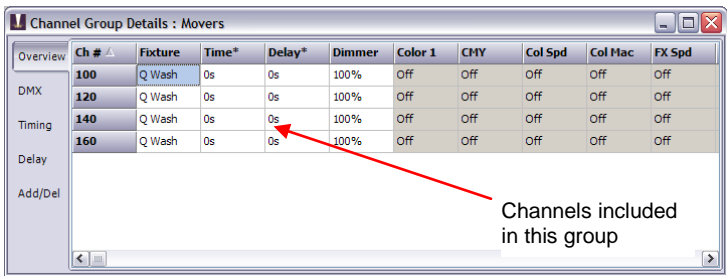 Channel Group Details : Movers
Overview
DMX
Timing
Delay
Add/Del
Ch # Fixture Time* Delay* Dimmer Color 1 CMY Col Spd Col Mac FX Spd
100 Q Wash 0s 0s 100% Off Off Off Off Off
120 Q Wash 0s 0s 100% Off Off Off Off Off
140 Q Wash 0s 0s 100% Off Off Off Off Off
160 Q Wash 0s 0s 100% Off Off Off Off Off
Channels included
in this group